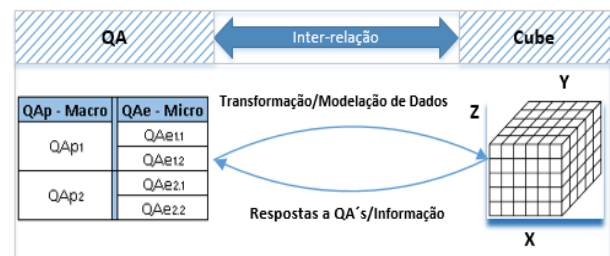 QA Inter-relação Cube
Y
Transformação/Modelação de Dados
Z
QAp - Macro QAe - Micro
QAp1 QAe1.1
QAe1.2
QAp2 QAe2.1
QAe2.2
Respostas a QA´s/Informação
X